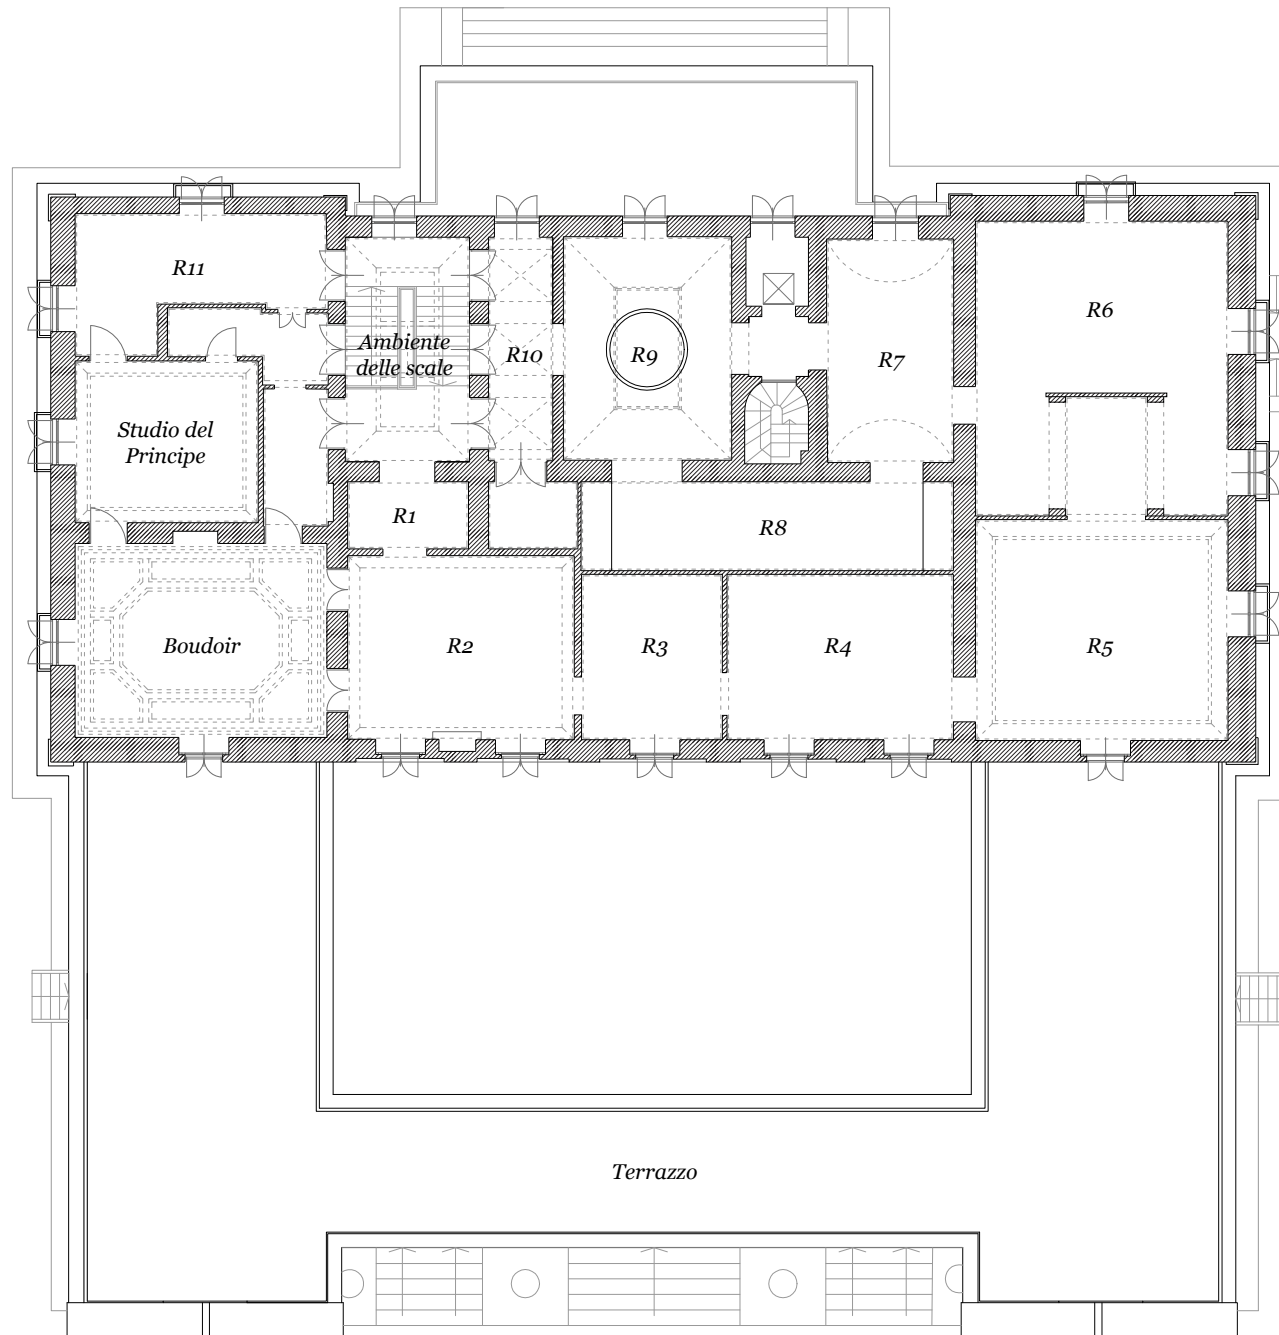 R11
R6
Ambiente
delle scale
R10
R9
R7
Studio del
Principe
R1
R8
Boudoir
R2
R3
R4
R5
Terrazzo